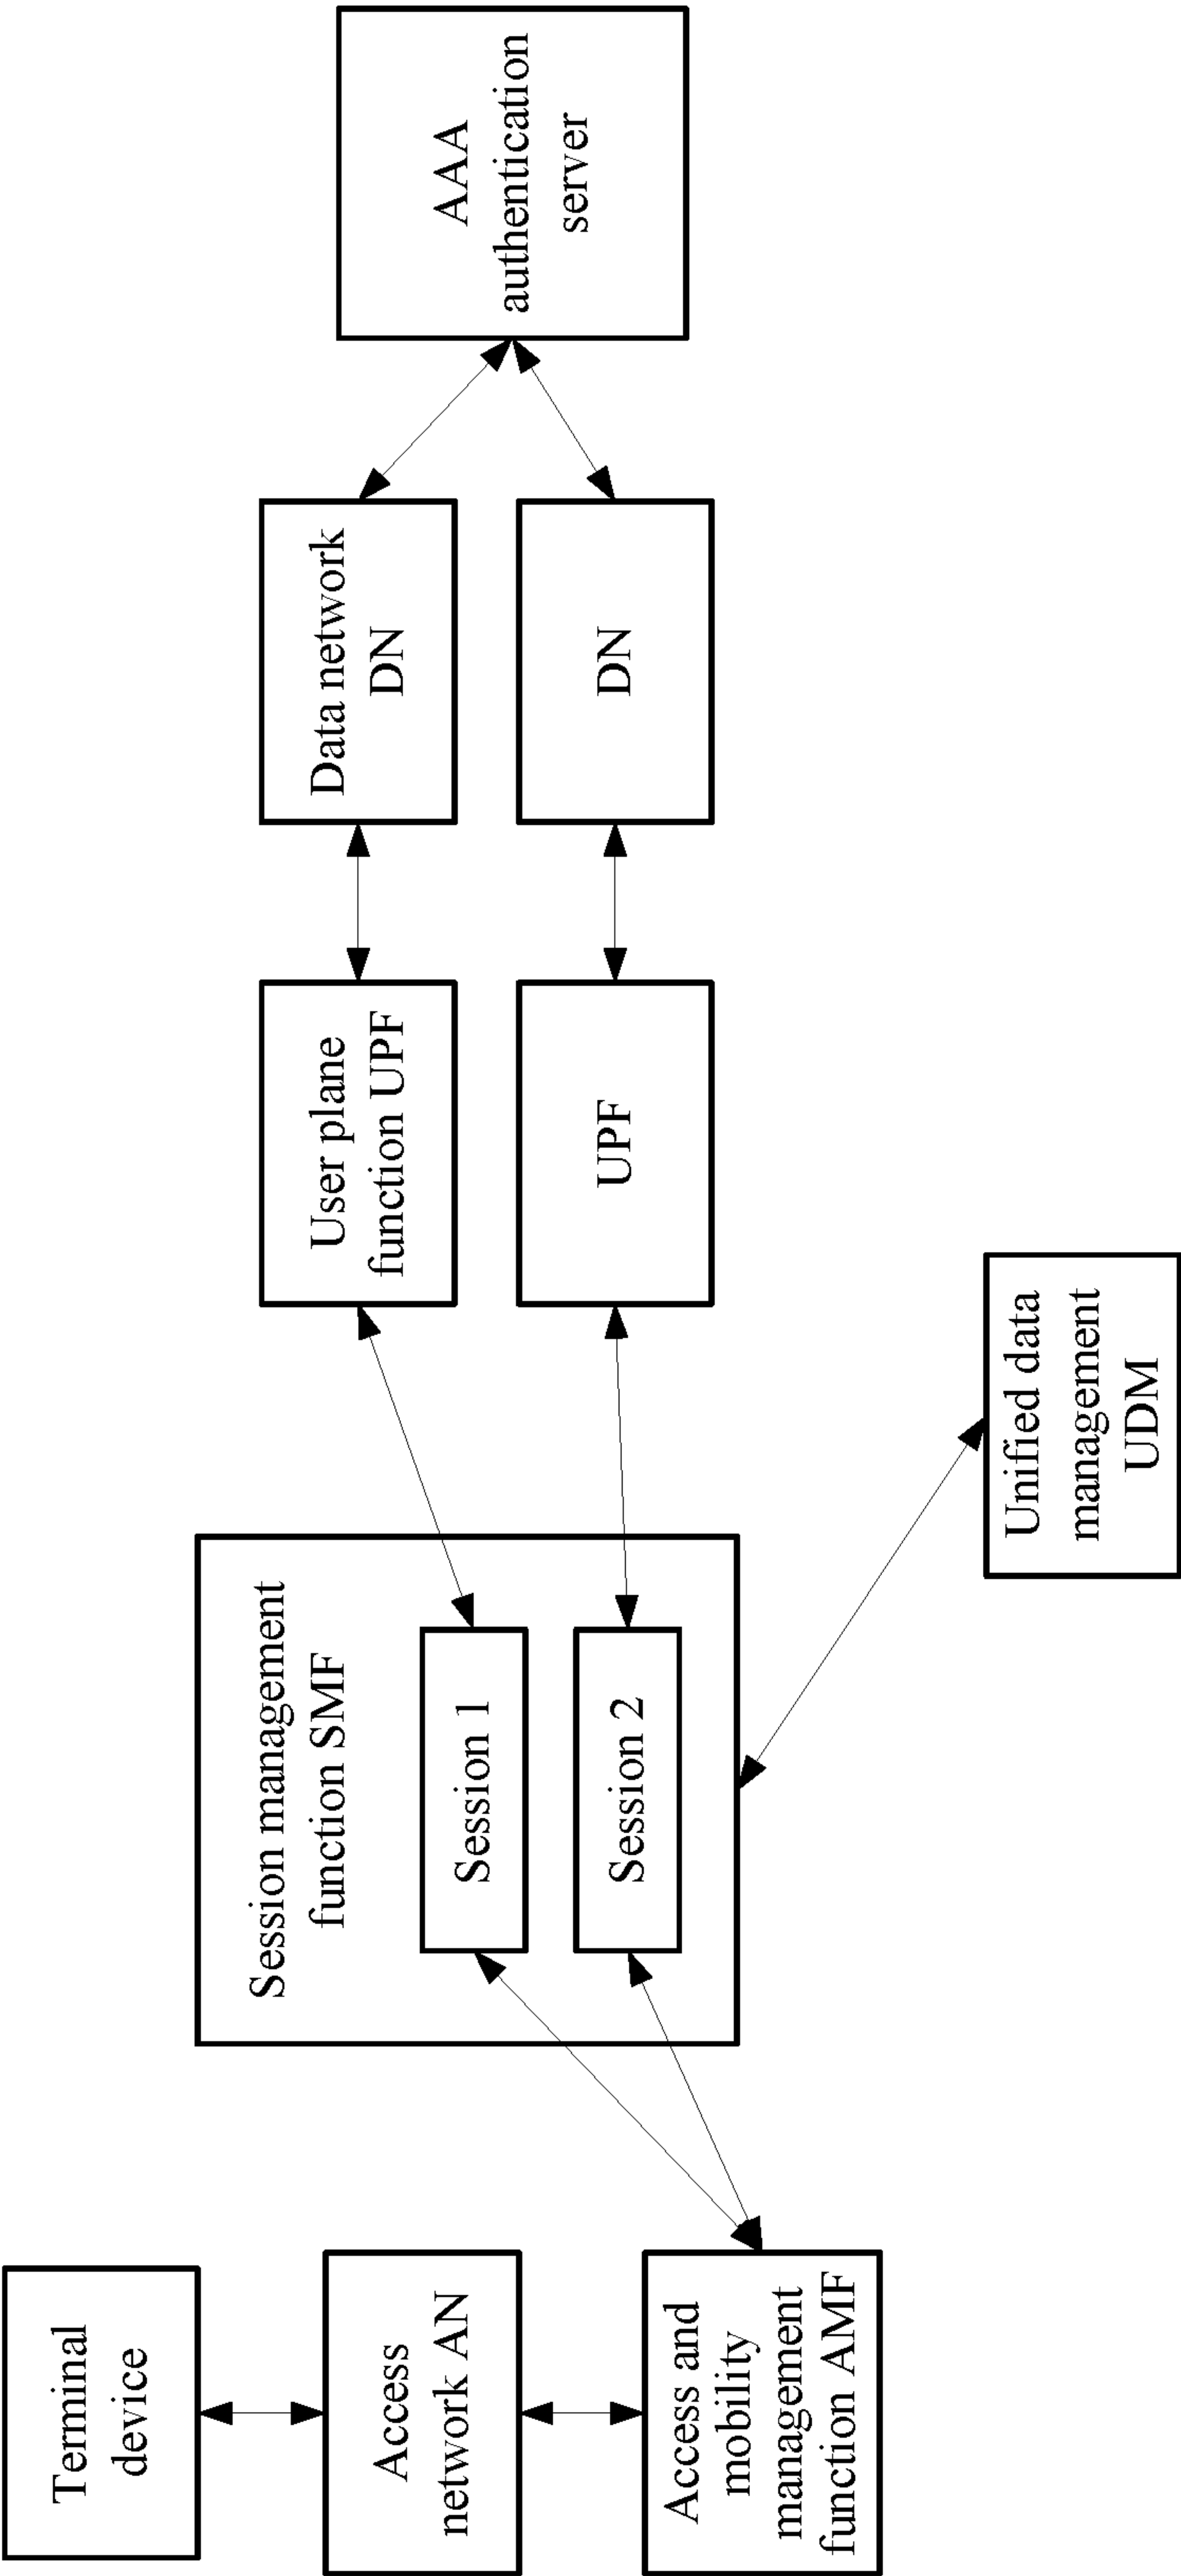 Terminal
device
Access
network AN
Access and
mobility
management
function AMF
Session management
function SMF
Session 1
Session 2
User plane
function UPF
UPF
Data network
DN
DN
AAA
authentication
server
Unified data
management
UDM